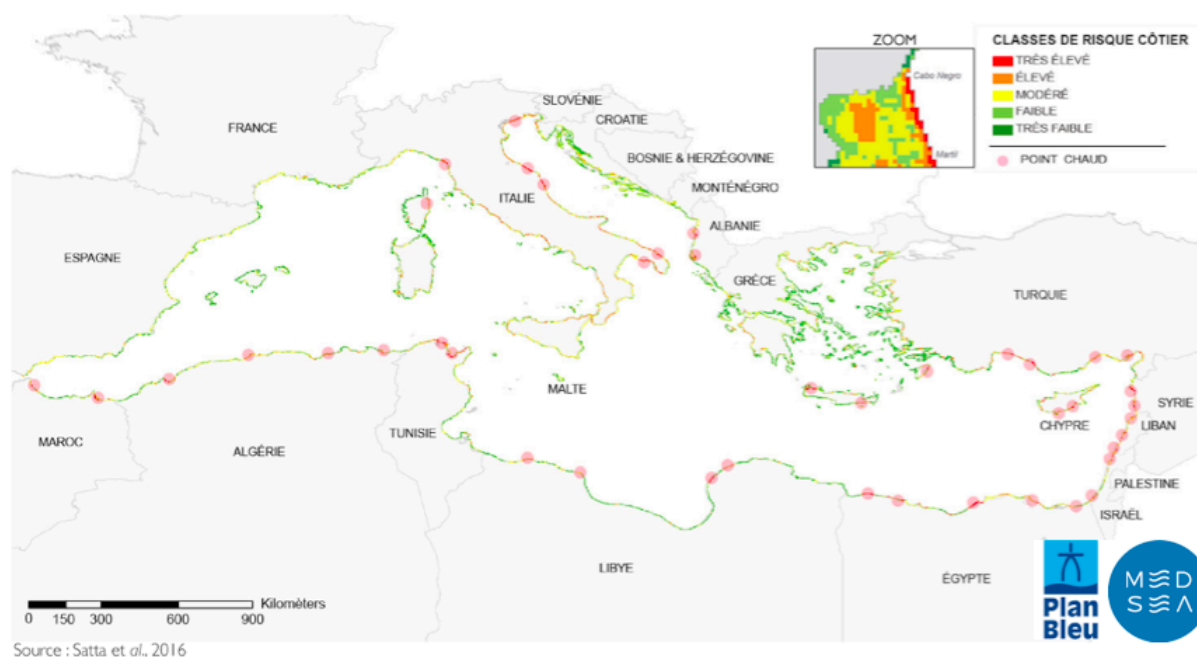 ZOOM
Cabo Negro
Martil
CLASSES DE RISQUE CÔTIER
TRÈS ÉLEVÉ
ÉLEVÉ
MODÉRÉ
FAIBLE
TRÈS FAIBLE
POINT CHAUD
SLOVÉNIE
CROATIE
FRANCE
BOSNIE & HERZÉGOVINE
MONTÉNÉGRO
ITALIE
ALBANIE
ESPAGNE
GRÈCE
TURQUIE
MALTE
CHYPRE
SYRIE
LIBAN
MAROC
TUNISIE
ALGÉRIE
PALESTINE
ISRAËL
LIBYE
ÉGYPTE
Kilomèters
0 150 300 600 900
Plan
Bleu
MED
SEA
Source : Satta et al., 2016